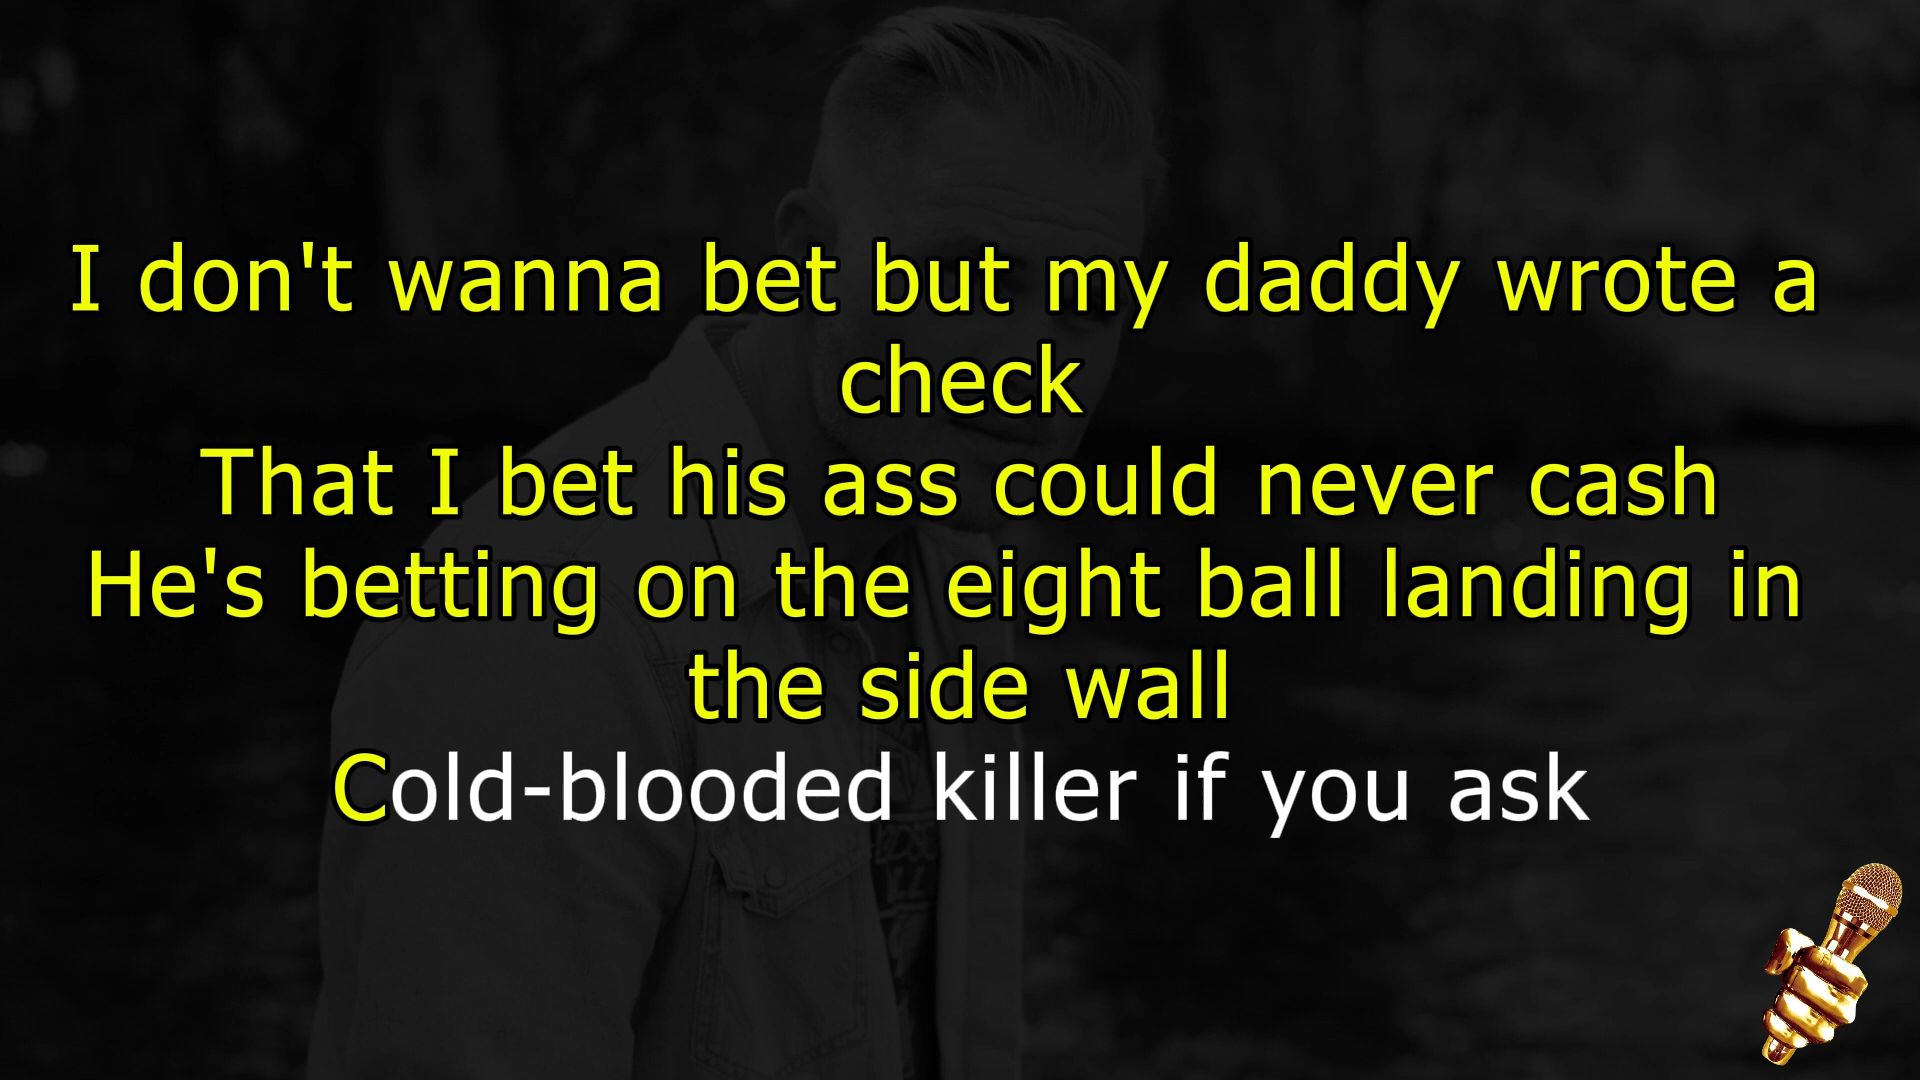 I don't wanna bet but my daddy wrote a
check
That I bet his ass could never cash
He's betting on the eight ball landing in
the side wall
Cold-blooded killer if you ask